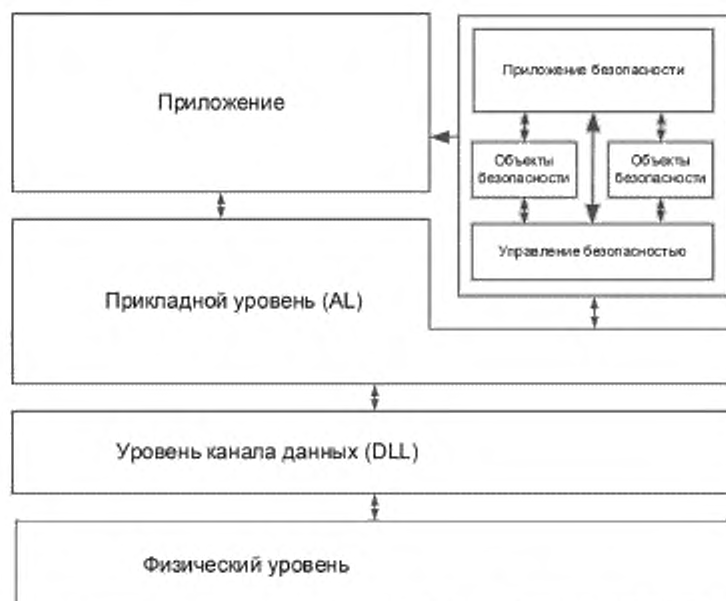 Приложение
Приложение безопасности
Объекты
безопасности
Объекты
безопасности
Управление безопасностью
Прикладной уровень (AL)
Уровень канала данных (DLL)
Физический уровень